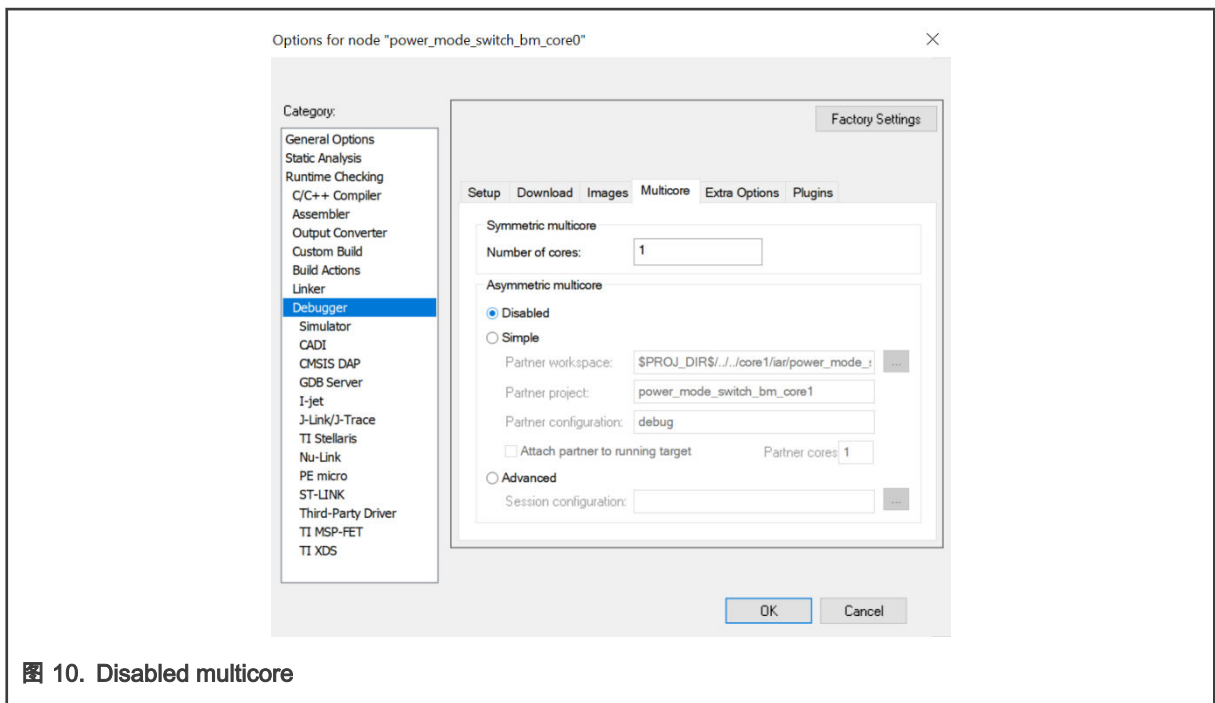 Options for node "power_mode_switch_bm_core0"
Category:
Factory Settings
General Options
Static Analysis
Runtime Checking
C/C++ Compiler
Assembler
Output Converter
Custom Build
Build Actions
Linker
Debugger
Simulator
CADI
CMSIS DAP
GDB Server
I-jet
J-Link/J-Trace
TI Stellaris
Nu-Link
PE micro
ST-LINK
Third-Party Driver
TI MSP-FET
TI XDS
Setup Download Images Multicore Extra Options Plugins
Symmetric multicore
Number of cores: 1
Asymmetric multicore
Disabled
Simple
Partner workspace: $PROJ_DIR$/../../core1/iar/power_mode_s ...
Partner project: power_mode_switch_bm_core1
Partner configuration: debug
Attach partner to running target Partner cores 1
Advanced
Session configuration: ...
OK Cancel
图 10. Disabled multicore